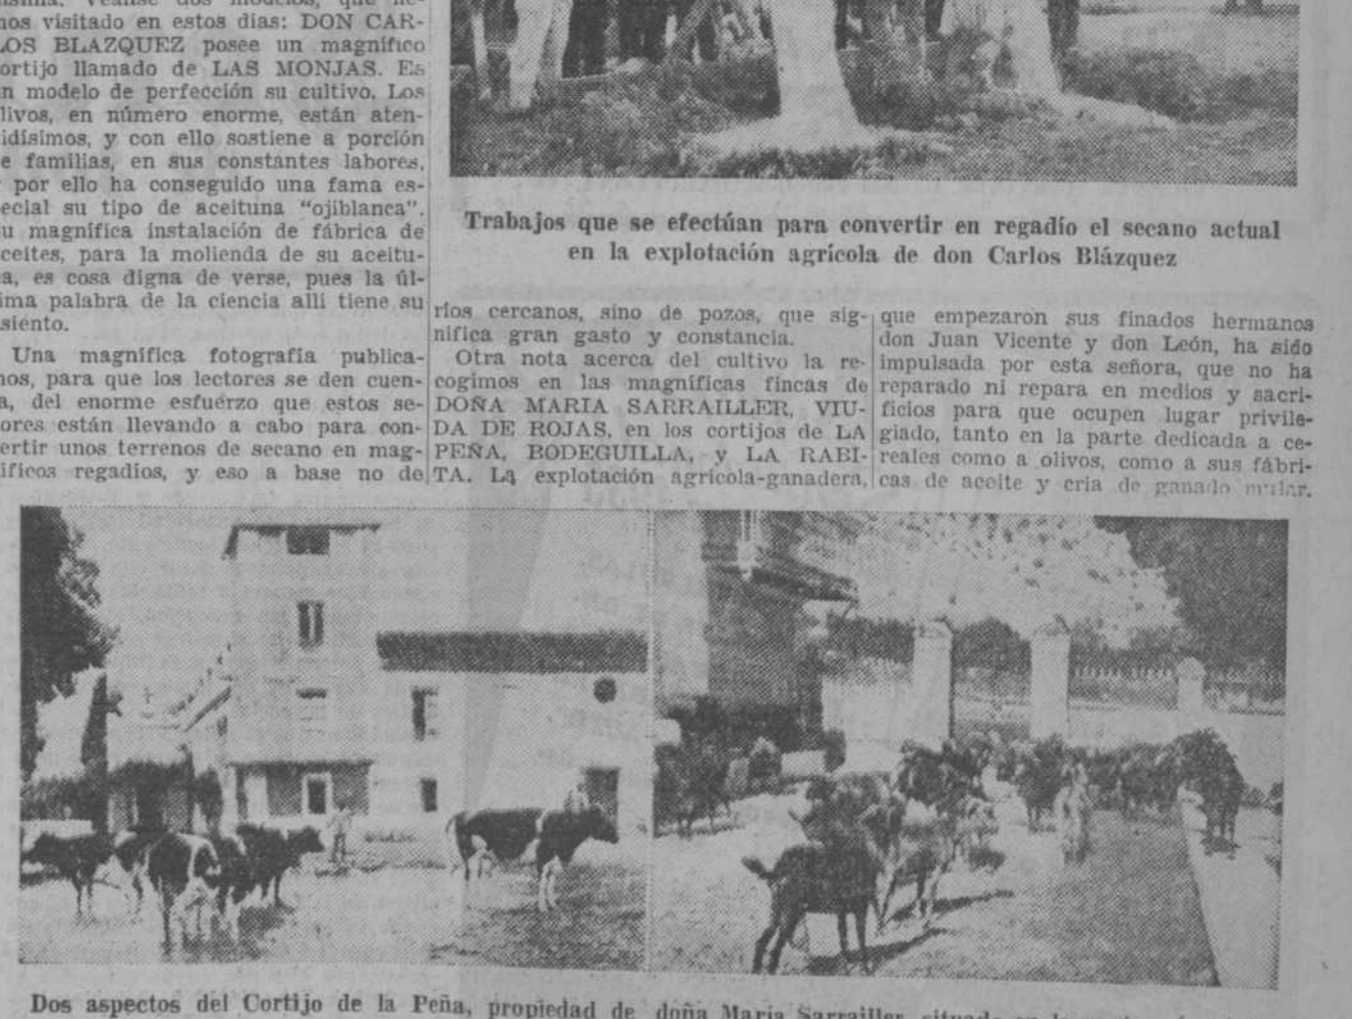 mos visitado en estos días: DON CAR-
LOS BLAZQUEZ posee un magnífico
ortijo llamado de LAS MONJAS. Es
n modelo de perfección su cultivo. Los
livos, en número enorme, están aten-
idísimos, y con ello sostiene a porción
e familias, en sus constantes labores,
por ello ha conseguido una fama es-
ecial su tipo de aceituna "ojiblanca".
u magnífica instalación de fábrica de
ceites, para la molienda de su aceitu-
a, es cosa digna de verse, pues la úl-
ima palabra de la ciencia alli tiene su
siento.
Una magnífica fotografía publica-
mos, para que los lectores se den cuen-
a, del enorme esfuerzo que estos se-
ores están llevando a cabo para con-
ertir unos terrenos de secano en mag-
íficos regadíos, y eso a base no de
Trabajos que se efectúan para convertir en regadío el secano actual
en la explotación agrícola de don Carlos Blázquez
ríos cercanos, sino de pozos, que sig-
nifica gran gasto y constancia.
Otra nota acerca del cultivo la re-
cogimos en las magníficas fincas de
DOÑA MARIA SARRAILLER, VIU-
DA DE ROJAS, en los cortijos de LA
PEÑA, BODEGUILLA, y LA RABI-
TA. La explotación agrícola-ganadera,
que empezaron sus finados hermanos
don Juan Vicente y don León, ha sido
impulsada por esta señora, que no ha
reparado ni repara en medios y sacri-
ficios para que ocupen lugar privile-
giado, tanto en la parte dedicada a ce-
reales como a olivos, como a sus fábri-
cas de aceite y cria de ganado mular.
Dos aspectos del Cortijo de la Peña, propiedad de doña Maria Sarrailler, situado